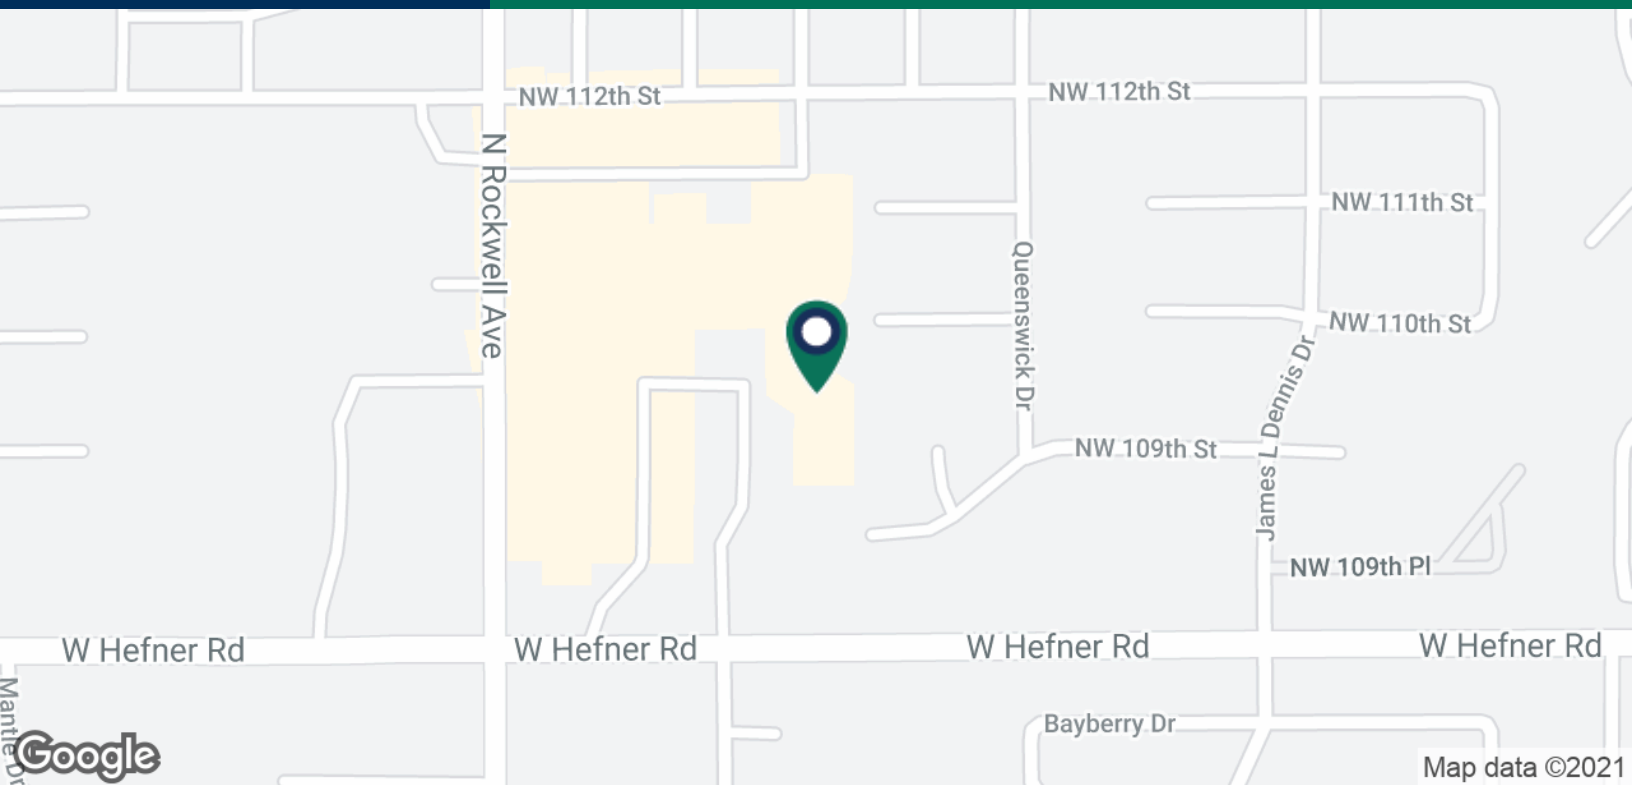 NW 112th St
NW 112th St
N Rockwell Ave
NW 111th St
Queenswick Dr
NW 110th St
James L Dennis Dr
NW 109th St
NW 109th Pl
W Hefner Rd
W Hefner Rd
W Hefner Rd
W Hefner Rd
Mantle Dr
Bayberry Dr
Google
Map data ©2021